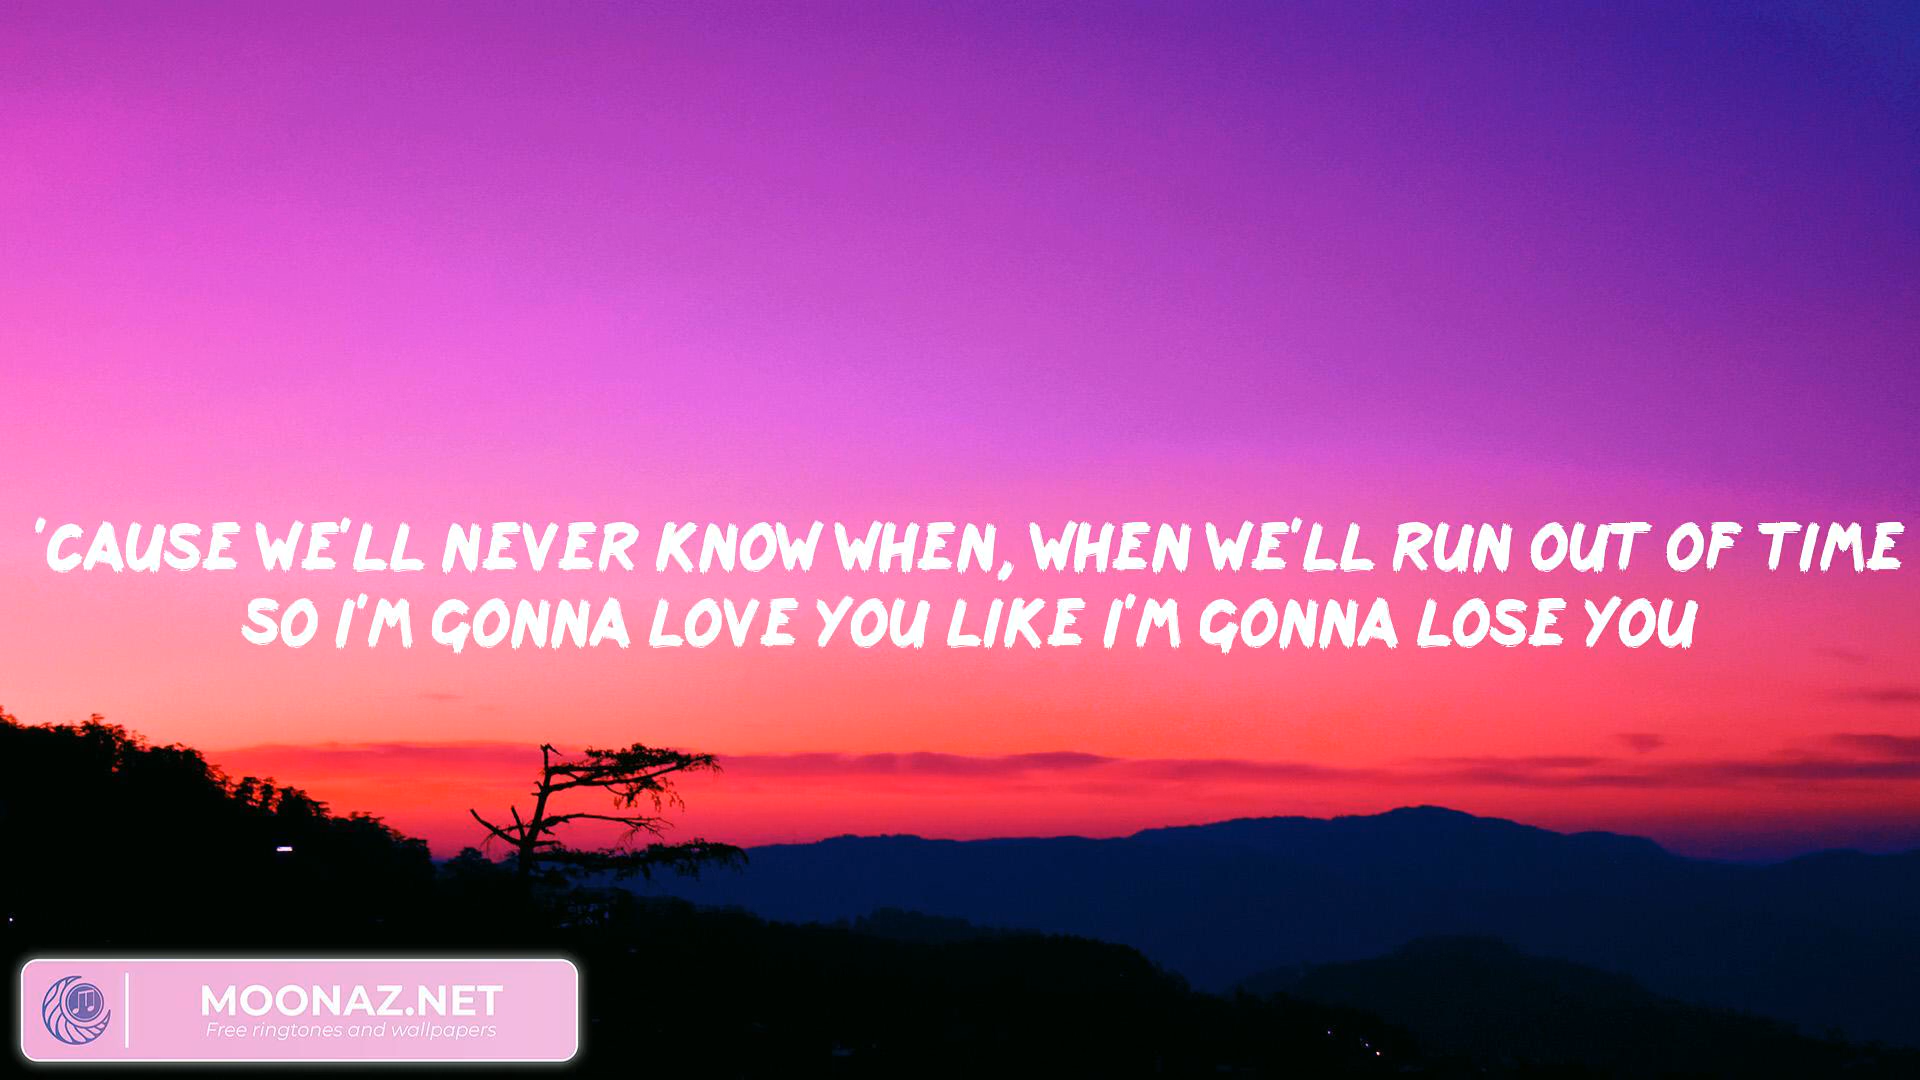 'CAUSE WE'LL NEVER KNOW WHEN, WHEN WE'LL RUN OUT OF TIME
SO I'M GONNA LOVE YOU LIKE I'M GONNA LOSE YOU
MOONAZ.NET
Free ringtones and wallpapers